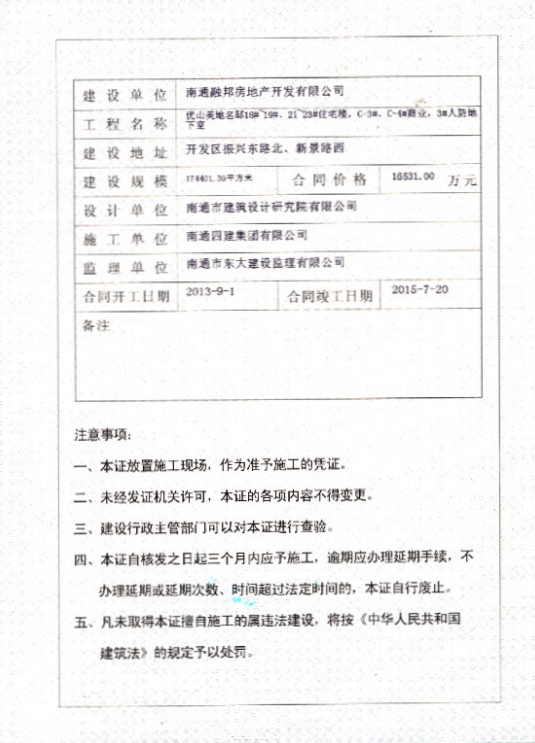 建设单位 南通融邦房地产开发有限公司
工程名称 优山美地名邸18#~19#、21~23#住宅楼，C-3#、C-4#商业，3#人防地
下室
建设地址 开发区振兴东路北、新景路西
建设规模 174401.39平方米 合同价格 16531.00 万元
设计单位 南通市建筑设计研究院有限公司
施工单位 南通四建集团有限公司
监理单位 南通市东大建设监理有限公司
合同开工日期 2013-9-1 合同竣工日期 2015-7-20
备注
注意事项：
一、本证放置施工现场，作为准予施工的凭证。
二、未经发证机关许可，本证的各项内容不得变更。
三、建设行政主管部门可以对本证进行查验。
四、本证自核发之日起三个月内应予施工，逾期应办理延期手续，不
办理延期或延期次数、时间超过法定时间的，本证自行废止。
五、凡未取得本证擅自施工的属违法建设，将按《中华人民共和国
建筑法》的规定予以处罚。